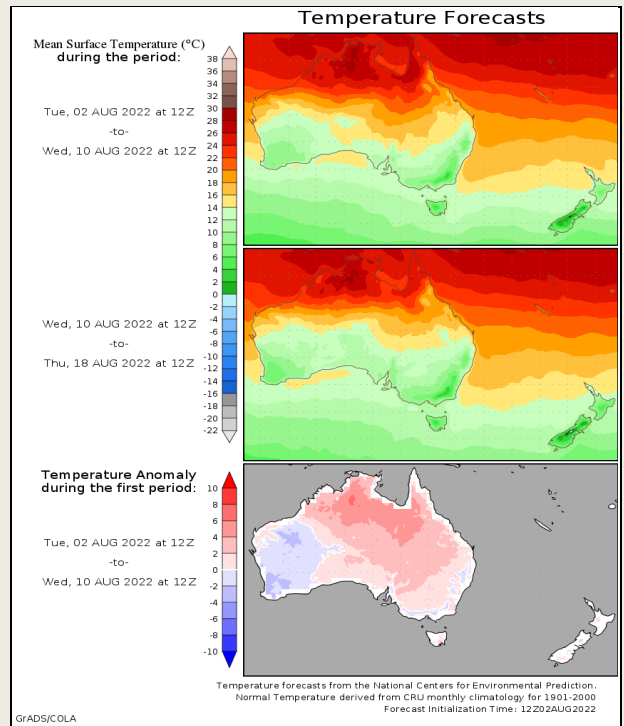 Temperature Forecasts
Mean Surface Temperature (°C)
during the period:
Tue, 02 AUG 2022 at 12Z
-to-
Wed, 10 AUG 2022 at 12Z
38
36
34
32
30
28
26
24
22
20
18
16
14
12
10
8
6
4
2
0
-2
-4
-6
-8
-10
-12
-14
-16
-18
-20
-22
Wed, 10 AUG 2022 at 12Z
-to-
Thu, 18 AUG 2022 at 12Z
Temperature Anomaly
during the first period:
Tue, 02 AUG 2022 at 12Z
-to-
Wed, 10 AUG 2022 at 12Z
10
8
6
4
2
0
-2
-4
-6
-8
-10
Temperature forecasts from the National Centers for Environmental Prediction.
Normal Temperature derived from CRU monthly climatology for 1901-2000
Forecast Initialization Time: 12Z02AUG2022
GrADS/COLA